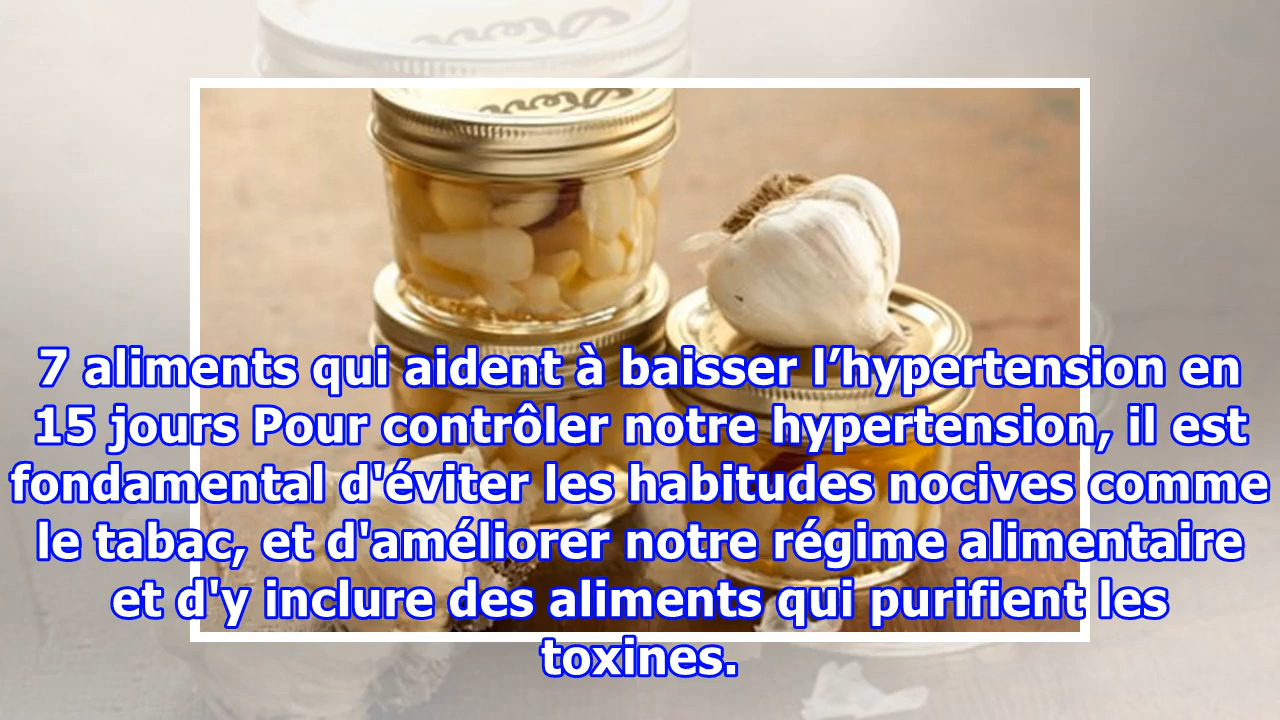 7 aliments qui aident à baisser l’hypertension en
15 jours Pour contrôler notre hypertension, il est
fondamental d'éviter les habitudes nocives comme
le tabac, et d'améliorer notre régime alimentaire
et d'y inclure des aliments qui purifient les
toxines.